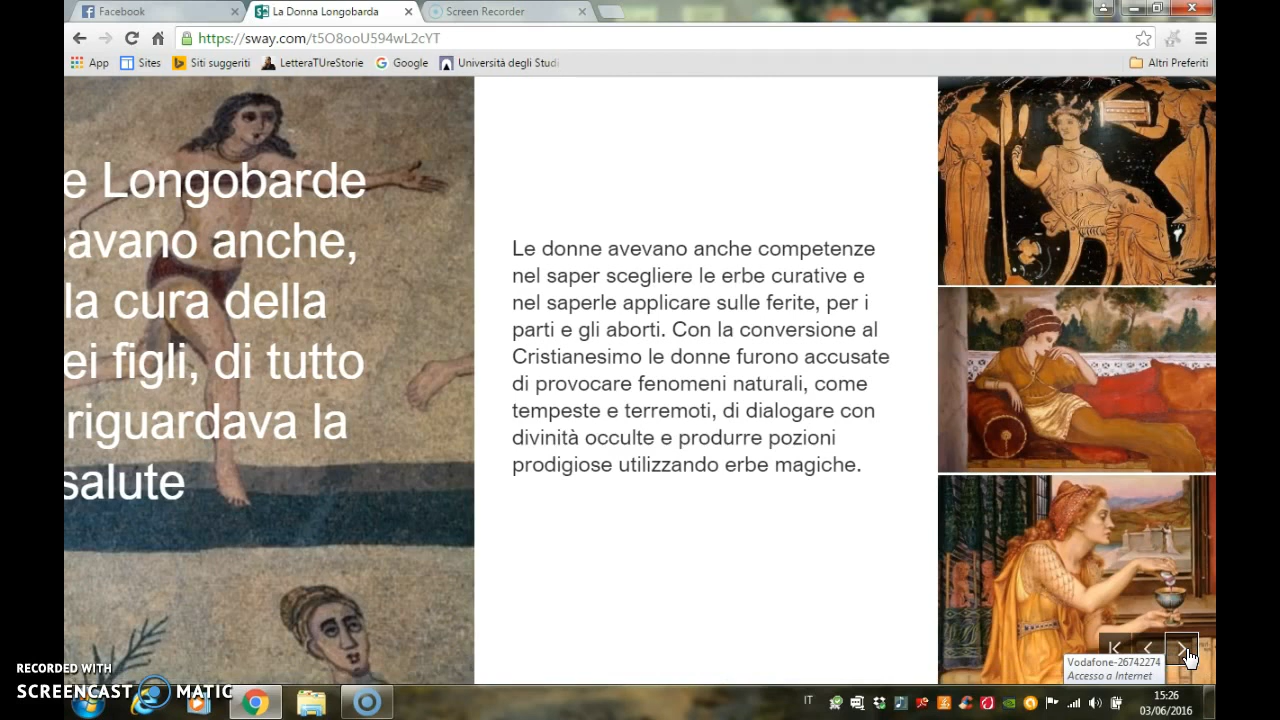 Facebook
La Donna Longobarda
Screen Recorder
https://sway.com/t5O8ooU594wL2cYT
App
Sites
Siti suggeriti
LetteraTUreStorie
Google
Università degli Studi
Altri Preferiti
e Longobarde
avano anche,
la cura della
ei figli, di tutto
riguardava la
salute
Le donne avevano anche competenze
nel saper scegliere le erbe curative e
nel saperle applicare sulle ferite, per i
parti e gli aborti. Con la conversione al
Cristianesimo le donne furono accusate
di provocare fenomeni naturali, come
tempeste e terremoti, di dialogare con
divinità occulte e produrre pozioni
prodigiose utilizzando erbe magiche.
Vodafone-26742274
Accesso a Internet
RECORDED WITH
SCREENCAST MATIC
IT
15:26
03/06/2016